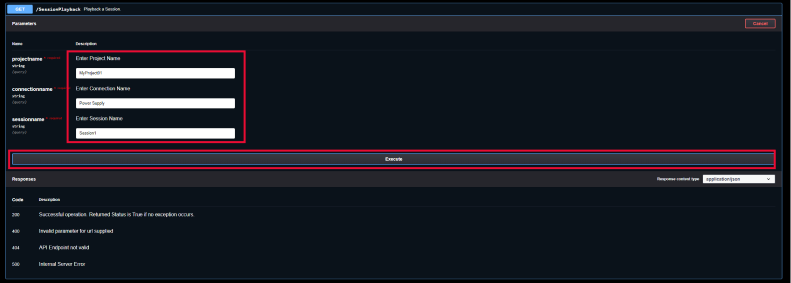 GET /SessionPlayback Playback a Session.
Parameters Cancel
Name Description
projectname * required Enter Project Name
string
(query) MyProject01
connectionname * required Enter Connection Name
string
(query) Power Supply
sessionname * required Enter Session Name
string
(query) Session1
Execute
Responses Response content type application/json
Code Description
200 Successful operation. Returned Status is True if no exception occurs.
400 Invalid parameter for url supplied
404 API Endpoint not valid
500 Internal Server Error